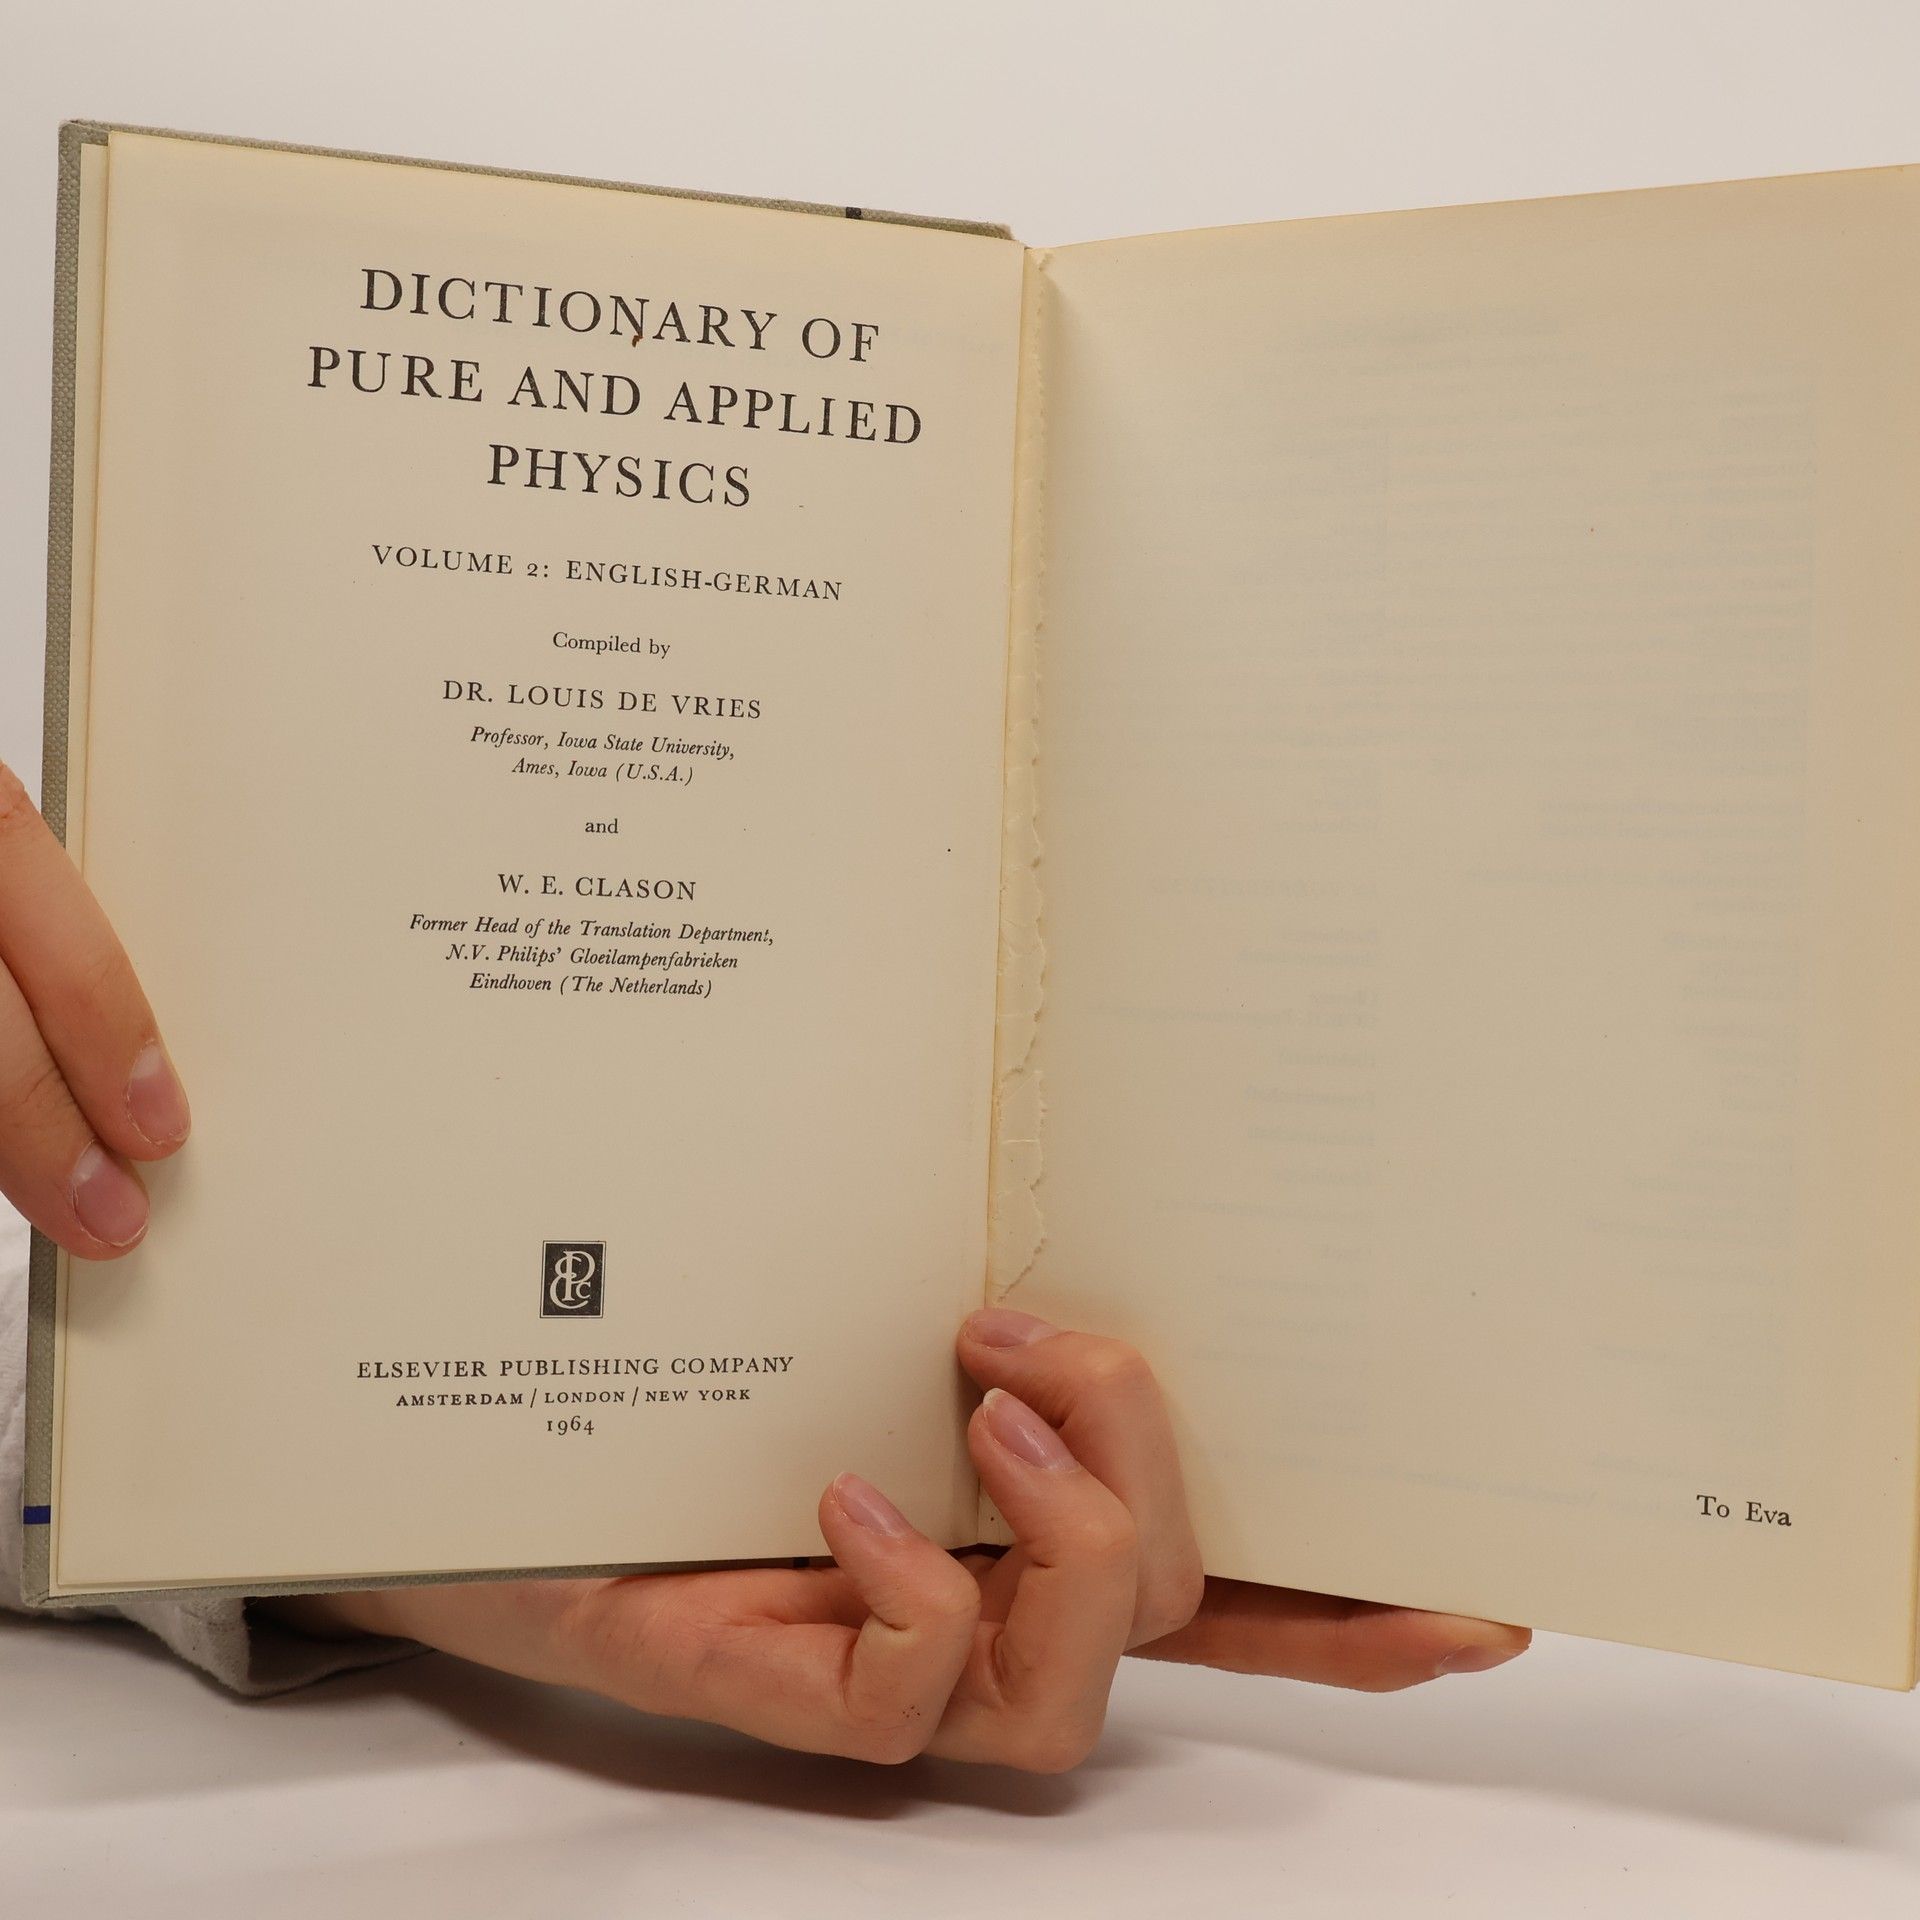 DICTIONARY OF
PURE AND APPLIED
PHYSICS
VOLUME 2: ENGLISH-GERMAN
Compiled by
DR. LOUIS DE VRIES
Professor, Iowa State University,
Ames, Iowa (U.S.A.)
and
W. E. CLASON
Former Head of the Translation Department,
N.V. Philips' Gloeilampenfabrieken
Eindhoven (The Netherlands)
EPC
ELSEVIER PUBLISHING COMPANY
AMSTERDAM / LONDON / NEW YORK
1964
To Eva